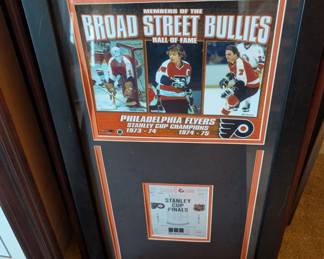 MEMBERS OF THE
BROAD STREET BULLIES
HALL OF FAME
PHILADELPHIA FLYERS
STANLEY CUP CHAMPIONS
1973 - 74 1974 - 75
STANLEY
CUP
FINALS